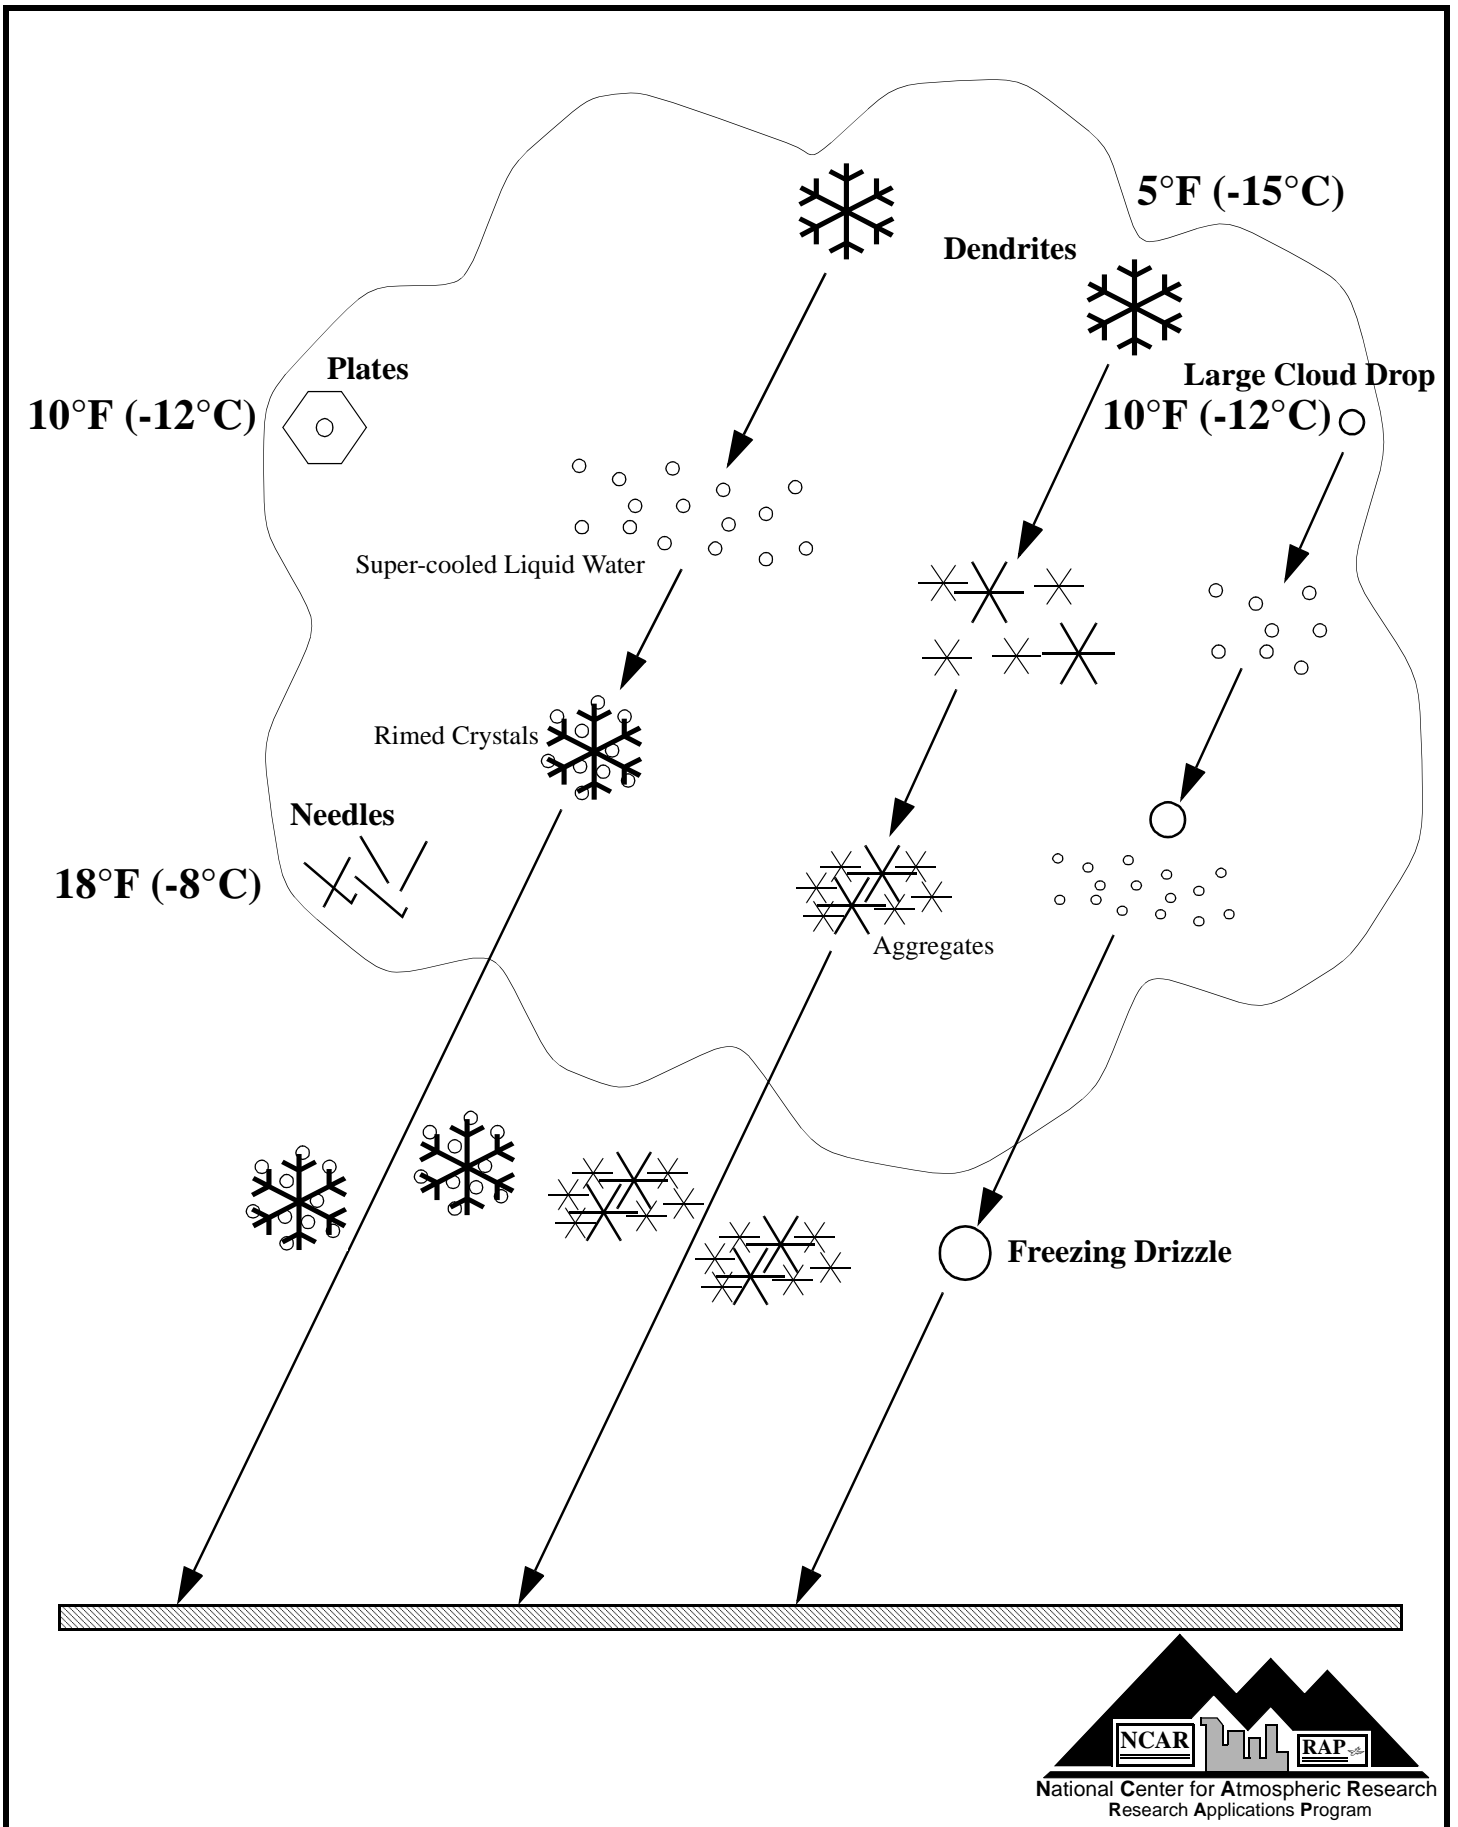 5°F (-15°C)
Dendrites
Plates
Large Cloud Drop
10°F (-12°C)
10°F (-12°C)
Super-cooled Liquid Water
Rimed Crystals
Needles
18°F (-8°C)
Aggregates
Freezing Drizzle
NCAR
RAP
National Center for Atmospheric Research
Research Applications Program